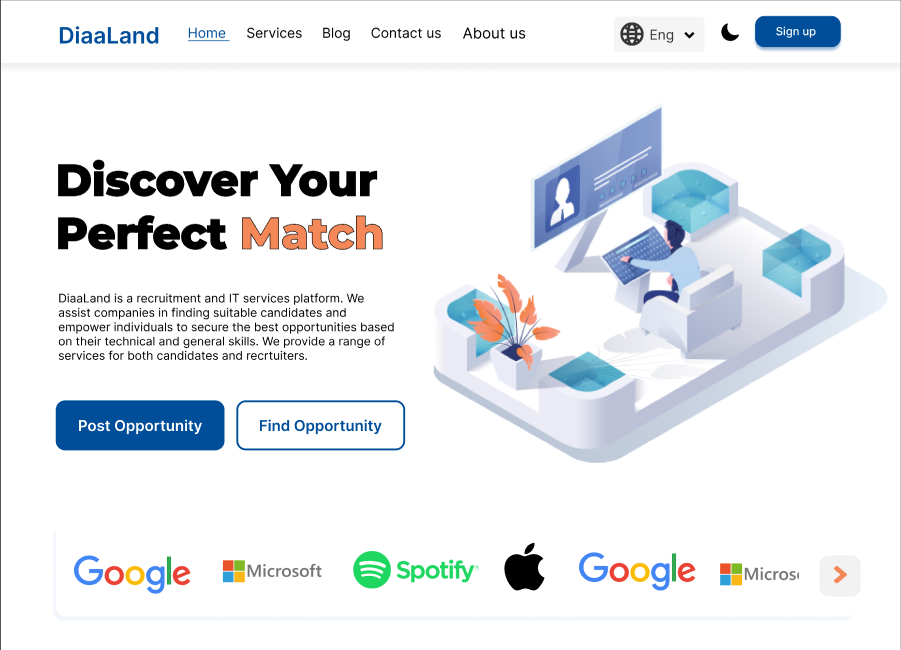 DiaaLand Home Services Blog Contact us About us Eng Sign up
Discover Your
Perfect Match
DiaaLand is a recruitment and IT services platform. We
assist companies in finding suitable candidates and
empower individuals to secure the best opportunities based
on their technical and general skills. We provide a range of
services for both candidates and recrtuiters.
Post Opportunity Find Opportunity
Google Microsoft Spotify Google Micros